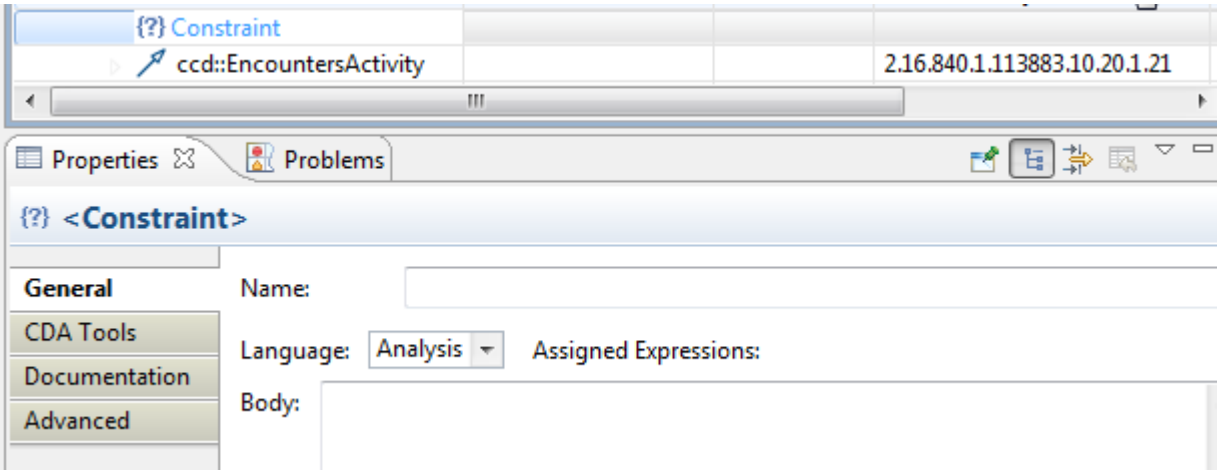 {?} Constraint
ccd::EncountersActivity 2.16.840.1.113883.10.20.1.21
Properties Problems
{?} <Constraint>
General Name:
CDA Tools
Language: Analysis Assigned Expressions:
Documentation
Body:
Advanced